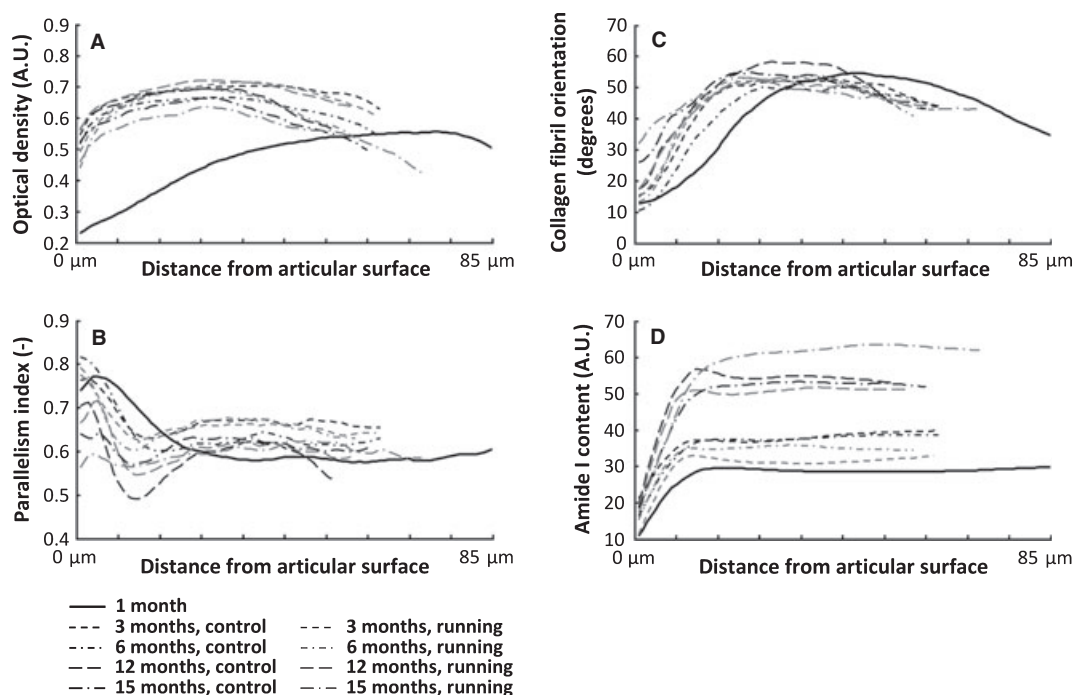 A
Optical density (A.U.)
0.9
0.8
0.7
0.6
0.5
0.4
0.3
0.2
0 µm
Distance from articular surface
85 µm
C
Collagen fibril orientation
(degrees)
70
60
50
40
30
20
10
0
0 µm
Distance from articular surface
85 µm
B
Parallelism index (-)
0.9
0.8
0.7
0.6
0.5
0.4
0 µm
Distance from articular surface
85 µm
D
Amide I content (A.U.)
70
60
50
40
30
20
10
0 µm
Distance from articular surface
85 µm
1 month
3 months, control
3 months, running
6 months, control
6 months, running
12 months, control
12 months, running
15 months, control
15 months, running